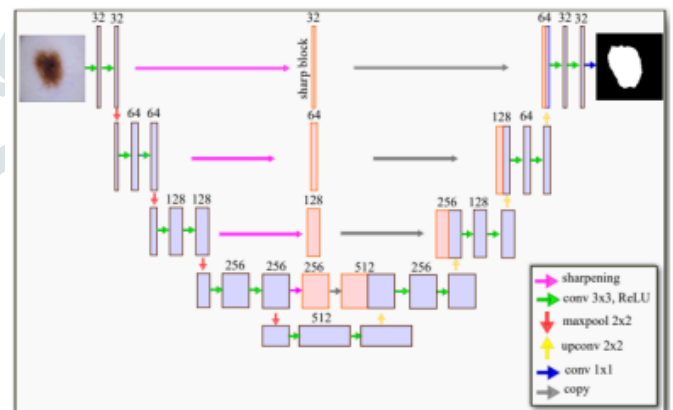 32 32
32
64 32 32
sharp block
64 64
64
128 64
128 128
128
256 128
256
256
256
512
256
512
sharpening
conv 3x3, ReLU
maxpool 2x2
upconv 2x2
conv 1x1
copy